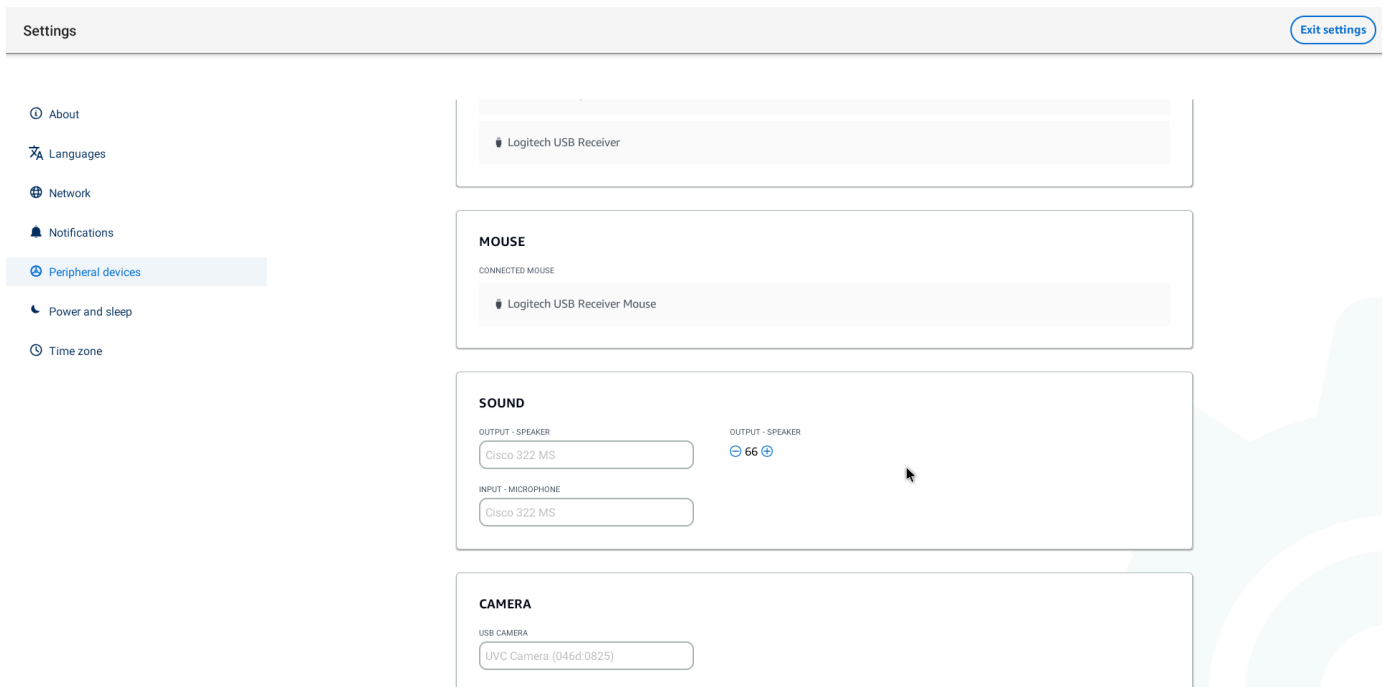 Settings
Exit settings
About
Languages
Network
Notifications
Peripheral devices
Power and sleep
Time zone
Logitech USB Receiver
MOUSE
CONNECTED MOUSE
Logitech USB Receiver Mouse
SOUND
OUTPUT - SPEAKER
Cisco 322 MS
OUTPUT - SPEAKER
66
INPUT - MICROPHONE
Cisco 322 MS
CAMERA
USB CAMERA
UVC Camera (046d:0825)